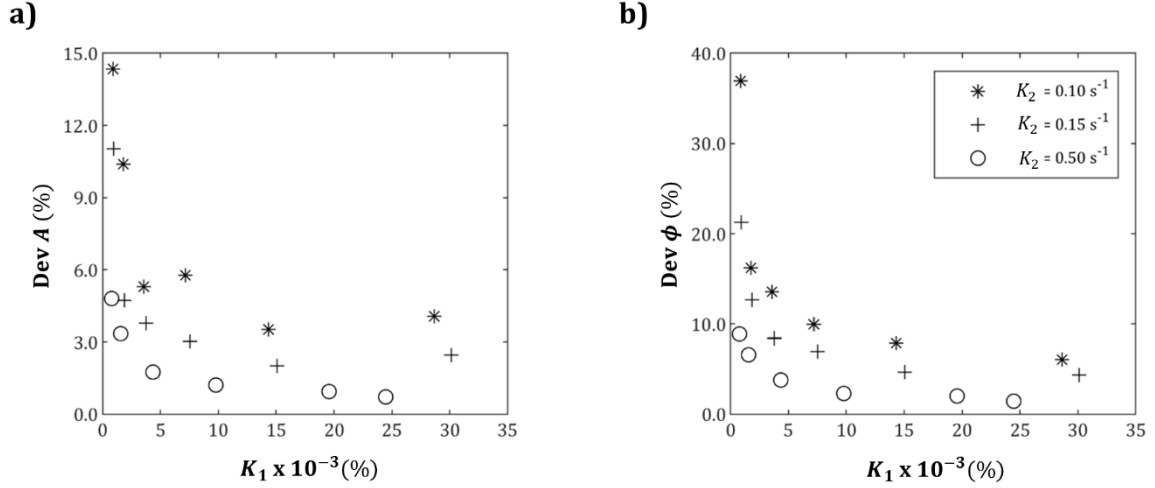 a)
15.0
12.0
9.0
6.0
3.0
0.0
Dev A (%)
0 5 10 15 20 25 30 35
K₁ x 10⁻³(%)
b)
40.0
30.0
20.0
10.0
0.0
Dev ϕ (%)
0 5 10 15 20 25 30 35
K₁ x 10⁻³(%)
K₂ = 0.10 s⁻¹
K₂ = 0.15 s⁻¹
K₂ = 0.50 s⁻¹